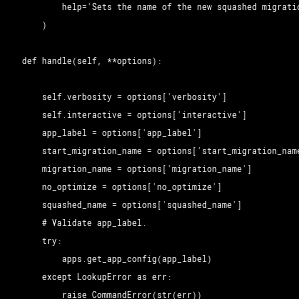 help='Sets the name of the new squashed migratio
)
def handle(self, **options):
self.verbosity = options['verbosity']
self.interactive = options['interactive']
app_label = options['app_label']
start_migration_name = options['start_migration_name
migration_name = options['migration_name']
no_optimize = options['no_optimize']
squashed_name = options['squashed_name']
# Validate app_label.
try:
apps.get_app_config(app_label)
except LookupError as err:
raise CommandError(str(err))